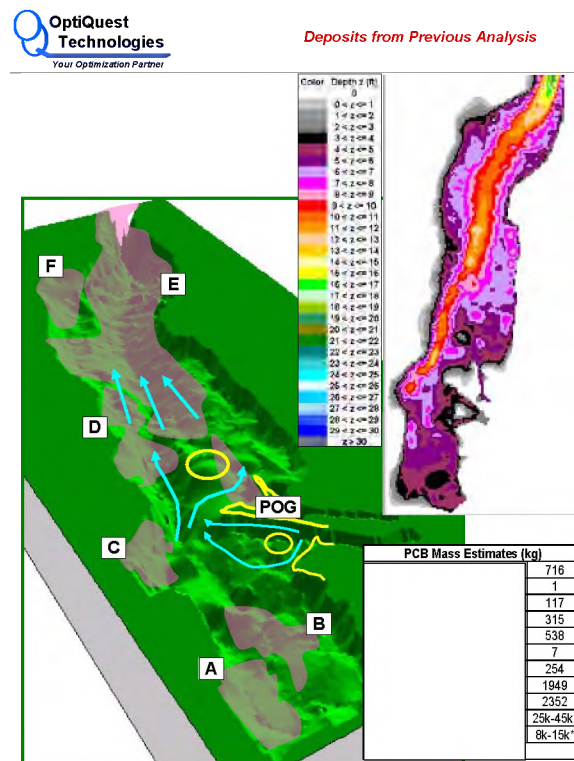 OptiQuest
Technologies
Your Optimization Partner
Deposits from Previous Analysis
Color Depth z (ft)
0
0 < z <= 1
1 < z <= 2
2 < z <= 3
3 < z <= 4
4 < z <= 5
5 < z <= 6
6 < z <= 7
7 < z <= 8
8 < z <= 9
9 < z <= 10
10 < z <= 11
11 < z <= 12
12 < z <= 13
13 < z <= 14
14 < z <= 15
15 < z <= 16
16 < z <= 17
17 < z <= 18
18 < z <= 19
19 < z <= 20
20 < z <= 21
21 < z <= 22
22 < z <= 23
23 < z <= 24
24 < z <= 25
25 < z <= 26
26 < z <= 27
27 < z <= 28
28 < z <= 29
29 < z <= 30
z > 30
F
E
D
POG
C
B
A
PCB Mass Estimates (kg)
716
1
117
315
538
7
254
1949
2352
25k-45k
8k-15k*